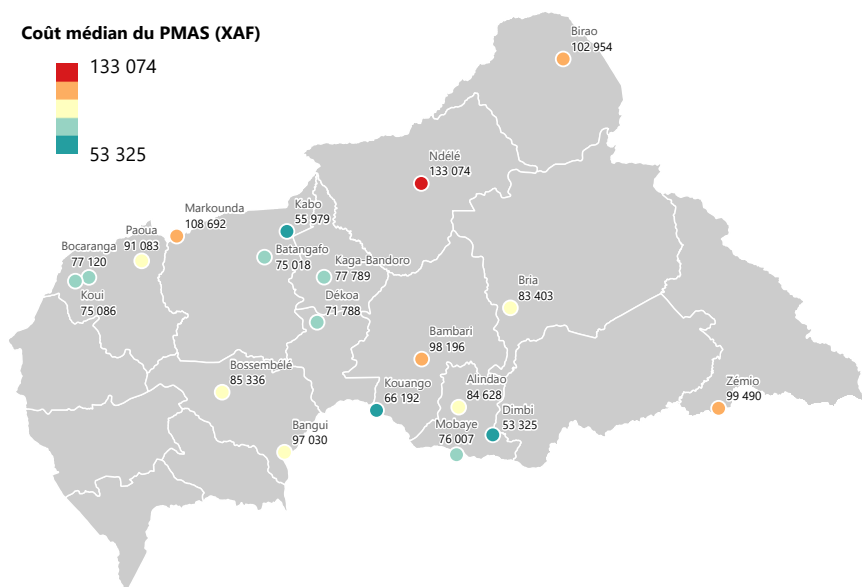 Coût médian du PMAS (XAF)
133 074
53 325
Birao
102 954
Ndélé
133 074
Markounda
108 692
Kabo
55 979
Paoua
91 083
Bocaranga
77 120
Koui
75 086
Batangafo
75 018
Kaga-Bandoro
77 789
Dékoa
71 788
Bria
83 403
Bambari
98 196
Bossembélé
85 336
Kouango
66 192
Alindao
84 628
Dimbi
53 325
Zémio
99 490
Bangui
97 030
Mobaye
76 007